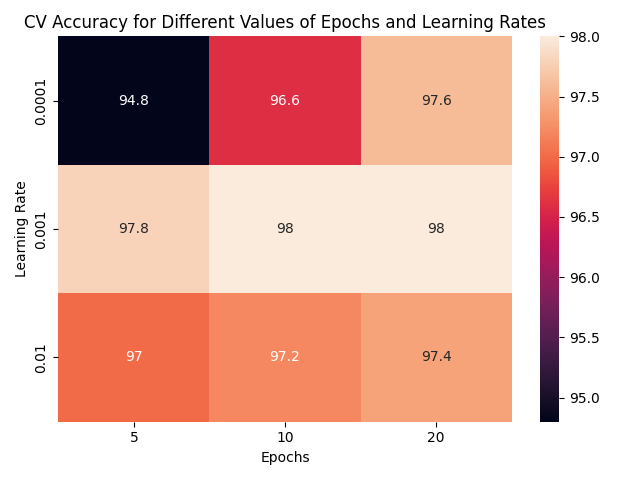 CV Accuracy for Different Values of Epochs and Learning Rates
98.0
0.0001
94.8 96.6 97.6
97.5
97.0
Learning Rate
0.001
97.8 98 98
96.5
96.0
0.01
97 97.2 97.4
95.5
95.0
5 10 20
Epochs